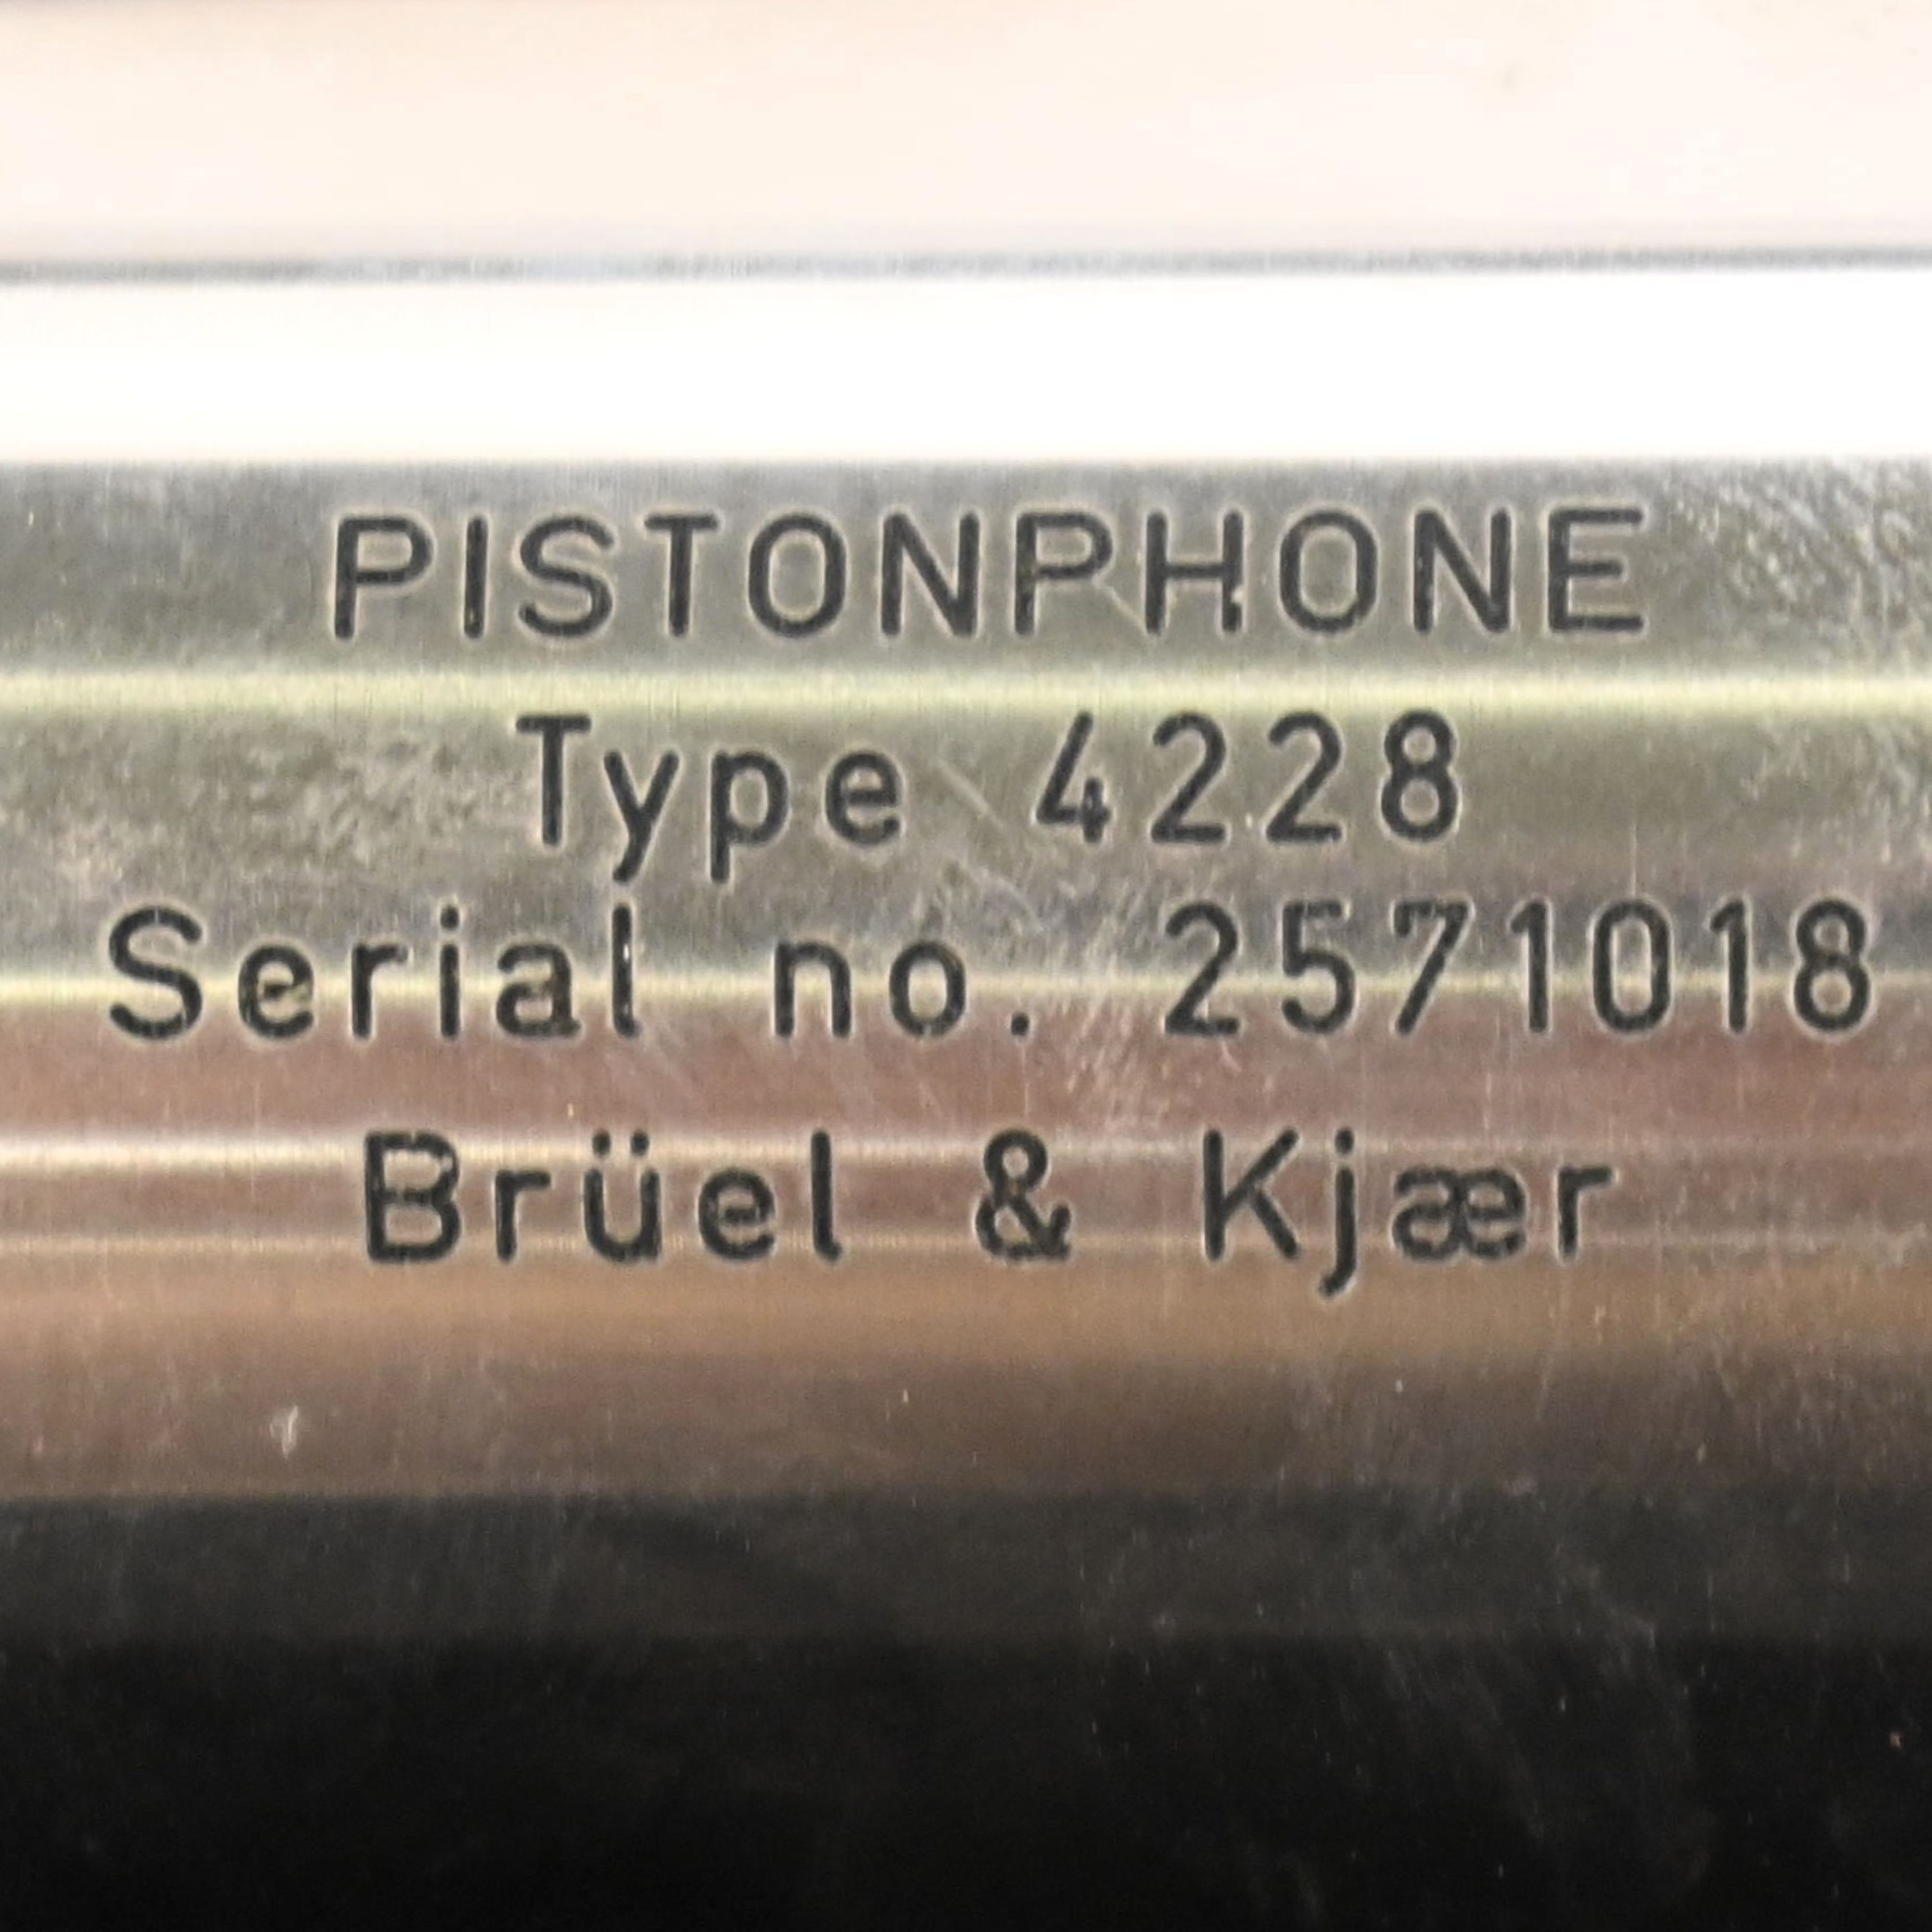 PISTONPHONE
Type 4228
Serial no. 2571018
Brüel & Kjær